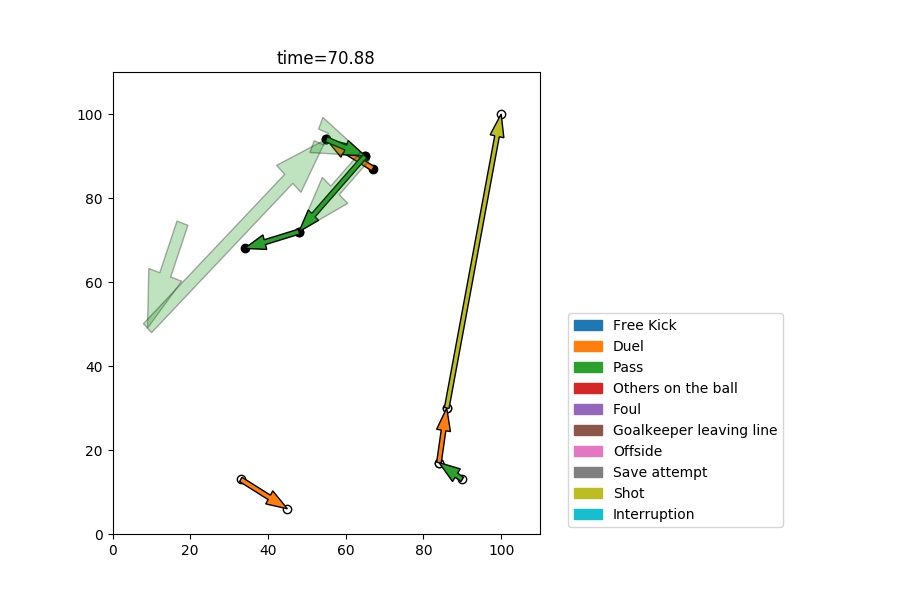 time=70.88
100
80
60
40
20
0
0 20 40 60 80 100
Free Kick
Duel
Pass
Others on the ball
Foul
Goalkeeper leaving line
Offside
Save attempt
Shot
Interruption